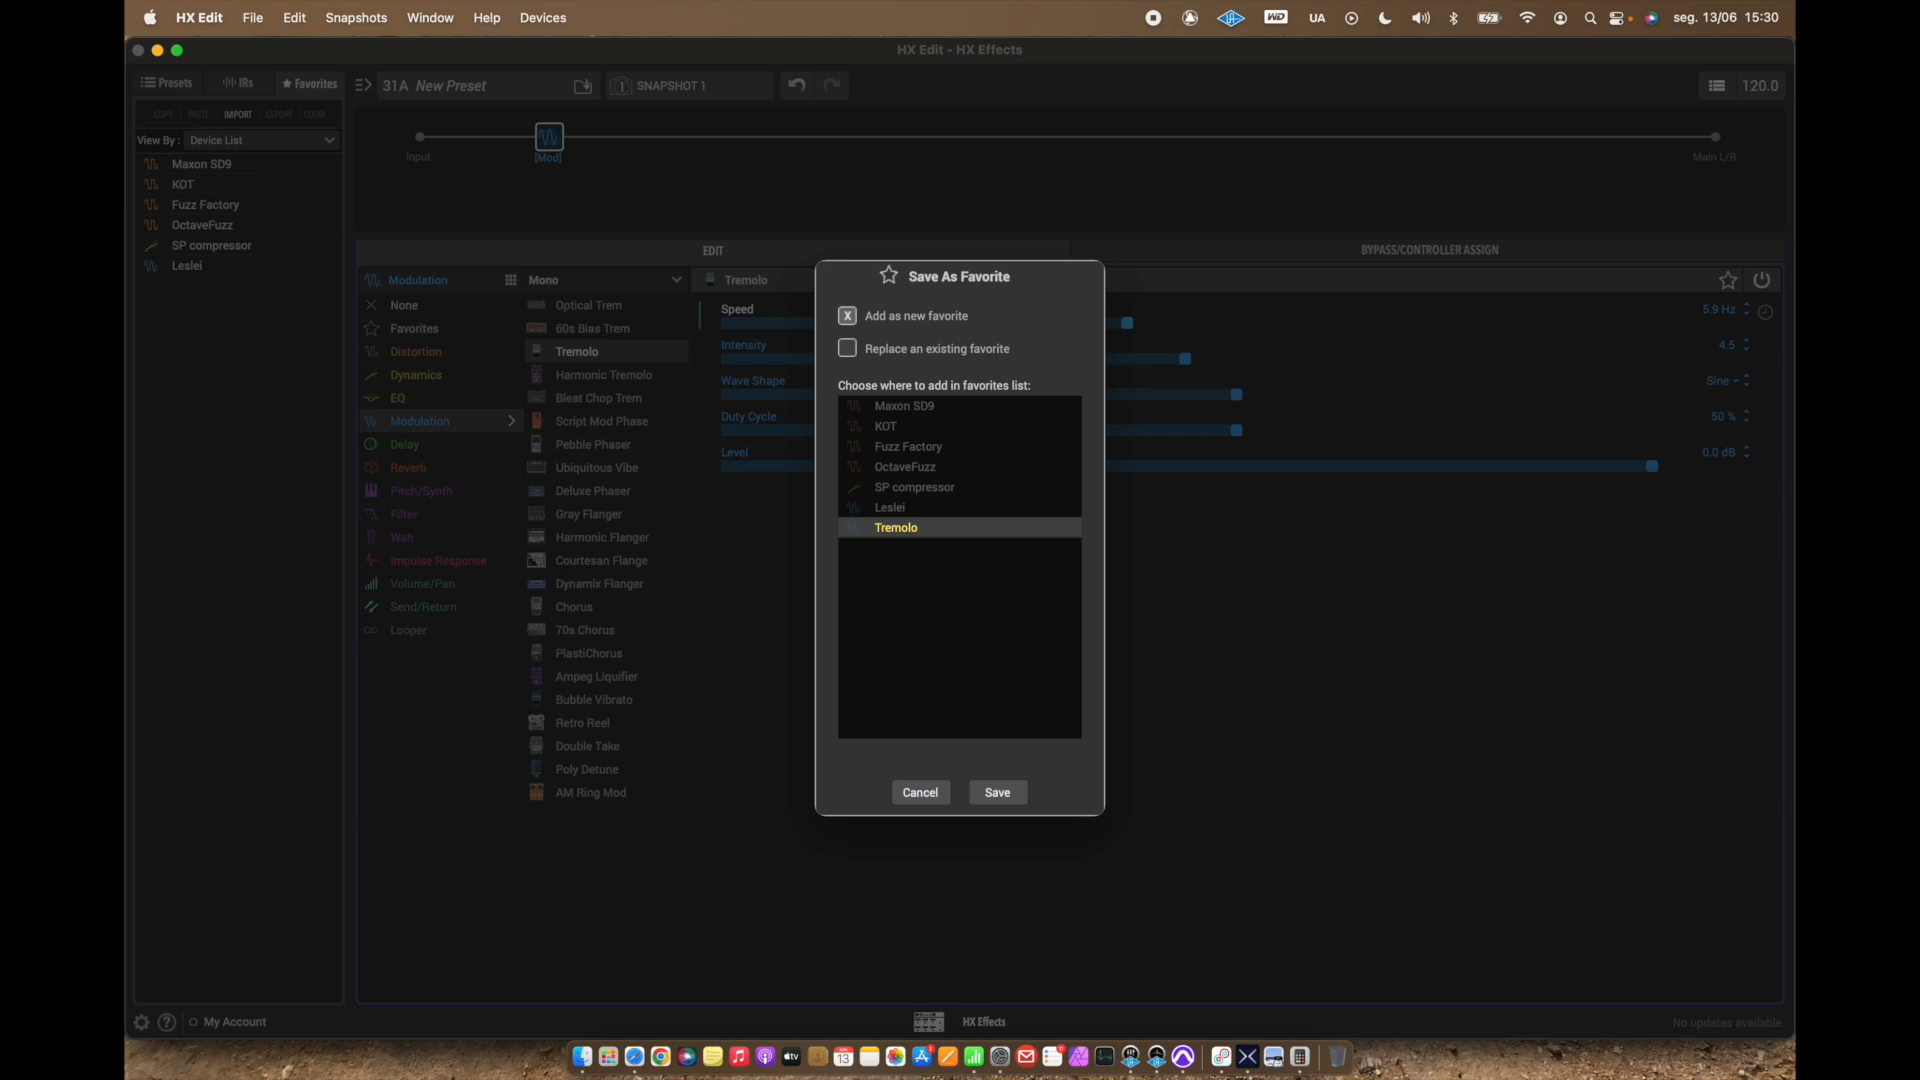 HX Edit File Edit Snapshots Window Help Devices WD UA seg. 13/06 15:30
HX Edit - HX Effects
Presets IRs Favorites 31A New Preset SNAPSHOT 1 120.0
COPY PASTE IMPORT EXPORT CLEAR
View By : Device List
Input [Mod] Main L/R
Maxon SD9
KOT
Fuzz Factory
OctaveFuzz
SP compressor
Leslei
EDIT BYPASS/CONTROLLER ASSIGN
Modulation Mono Tremolo
None
Favorites
Distortion
Dynamics
EQ
Modulation
Delay
Reverb
Pitch/Synth
Filter
Wah
Impulse Response
Volume/Pan
Send/Return
Looper
Optical Trem
60s Bias Trem
Tremolo
Harmonic Tremolo
Bleat Chop Trem
Script Mod Phase
Pebble Phaser
Ubiquitous Vibe
Deluxe Phaser
Gray Flanger
Harmonic Flanger
Courtesan Flange
Dynamix Flanger
Chorus
70s Chorus
PlastiChorus
Ampeg Liquifier
Bubble Vibrato
Retro Reel
Double Take
Poly Detune
AM Ring Mod
Speed 5.9 Hz
Intensity 4.5
Wave Shape Sine
Duty Cycle 50 %
Level 0.0 dB
Save As Favorite
X Add as new favorite
Replace an existing favorite
Choose where to add in favorites list:
Maxon SD9
KOT
Fuzz Factory
OctaveFuzz
SP compressor
Leslei
Tremolo
Cancel Save
My Account HX Effects No updates available.
tv 13